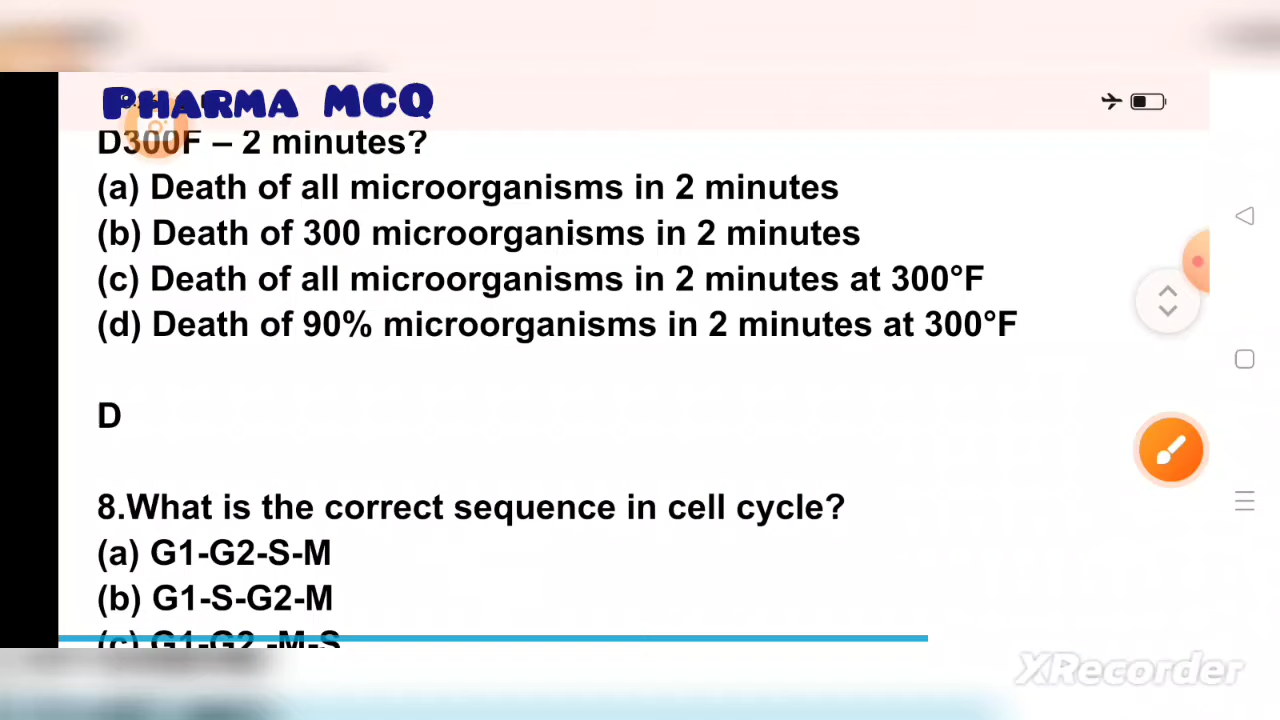 PHARMA MCQ
D300F – 2 minutes?
(a) Death of all microorganisms in 2 minutes
(b) Death of 300 microorganisms in 2 minutes
(c) Death of all microorganisms in 2 minutes at 300°F
(d) Death of 90% microorganisms in 2 minutes at 300°F
D
8.What is the correct sequence in cell cycle?
(a) G1-G2-S-M
(b) G1-S-G2-M
(c) G1-G2 -M-S
XRecorder